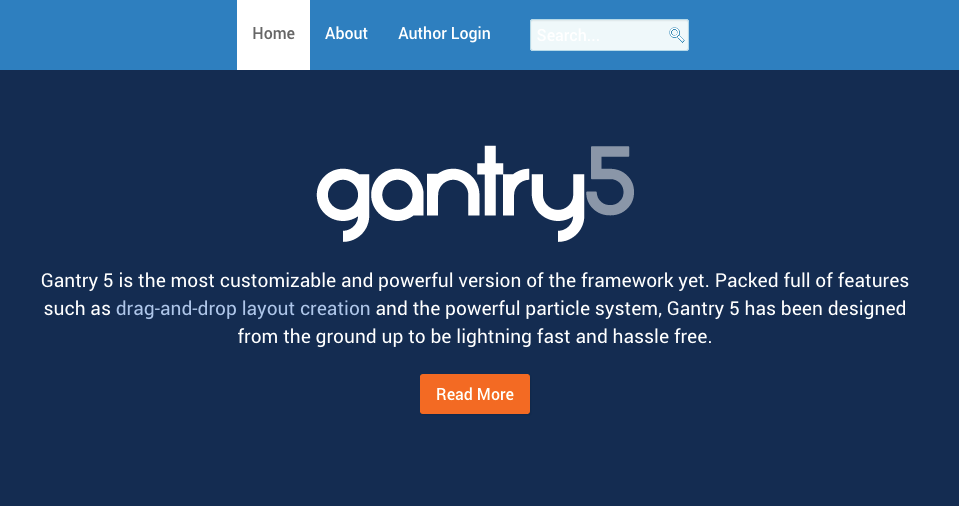 Home About Author Login Search...
gantry5
Gantry 5 is the most customizable and powerful version of the framework yet. Packed full of features
such as drag-and-drop layout creation and the powerful particle system, Gantry 5 has been designed
from the ground up to be lightning fast and hassle free.
Read More